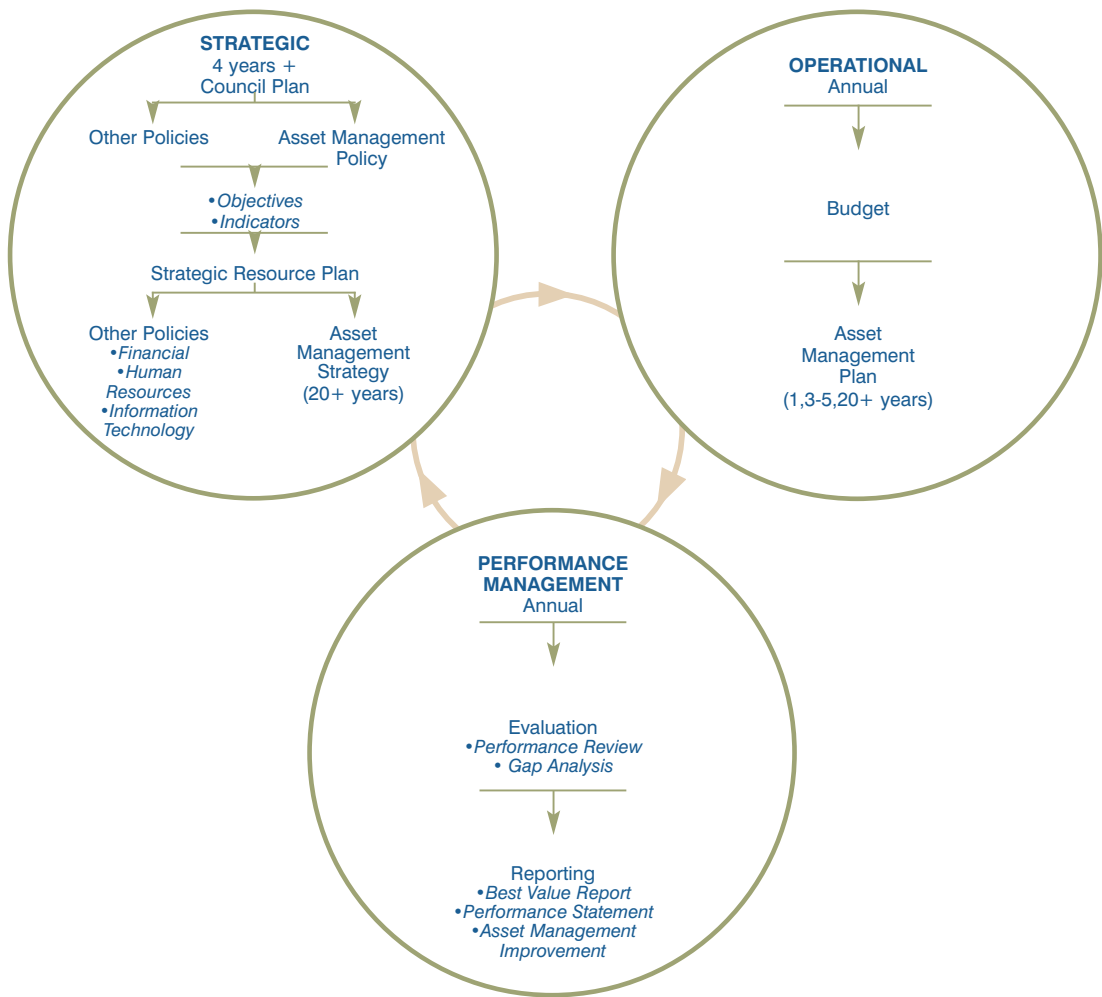 STRATEGIC
4 years +
Council Plan
Other Policies
Asset Management
Policy
•Objectives
•Indicators
Strategic Resource Plan
Other Policies
•Financial
•Human
Resources
•Information
Technology
Asset
Management
Strategy
(20+ years)
OPERATIONAL
Annual
Budget
Asset
Management
Plan
(1,3-5,20+ years)
PERFORMANCE
MANAGEMENT
Annual
Evaluation
•Performance Review
• Gap Analysis
Reporting
•Best Value Report
•Performance Statement
•Asset Management
Improvement